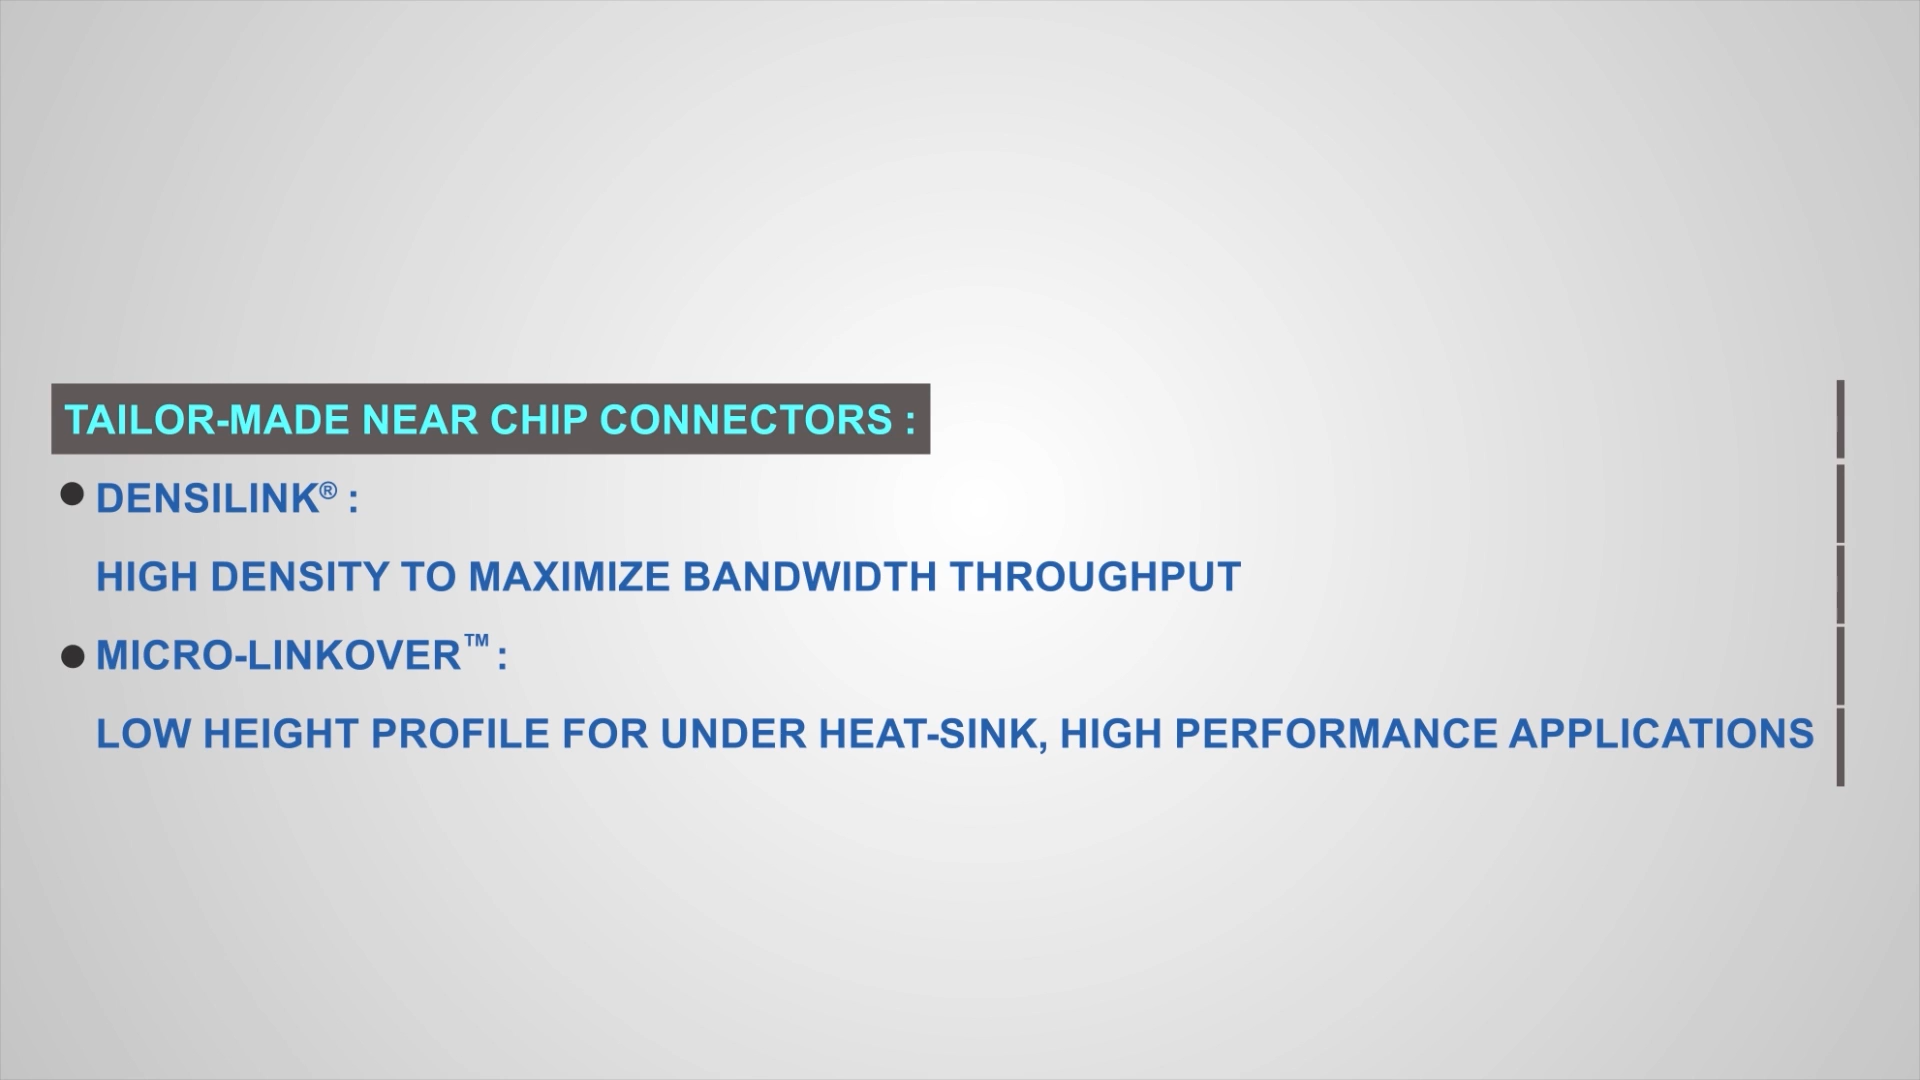 TAILOR-MADE NEAR CHIP CONNECTORS :
DENSILINK® :
HIGH DENSITY TO MAXIMIZE BANDWIDTH THROUGHPUT
MICRO-LINKOVER™ :
LOW HEIGHT PROFILE FOR UNDER HEAT-SINK, HIGH PERFORMANCE APPLICATIONS